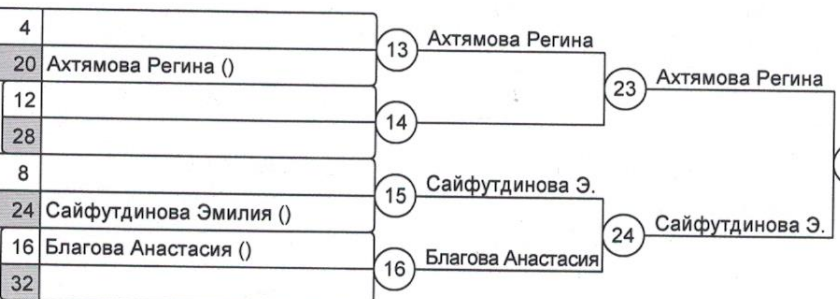 4
20 Ахтямова Регина ()
12
28
8
24 Сайфутдинова Эмилия ()
16 Благова Анастасия ()
32
13
14
15
16
Ахтямова Регина
Сайфутдинова Э.
Благова Анастасия
23
24
Ахтямова Регина
Сайфутдинова Э.